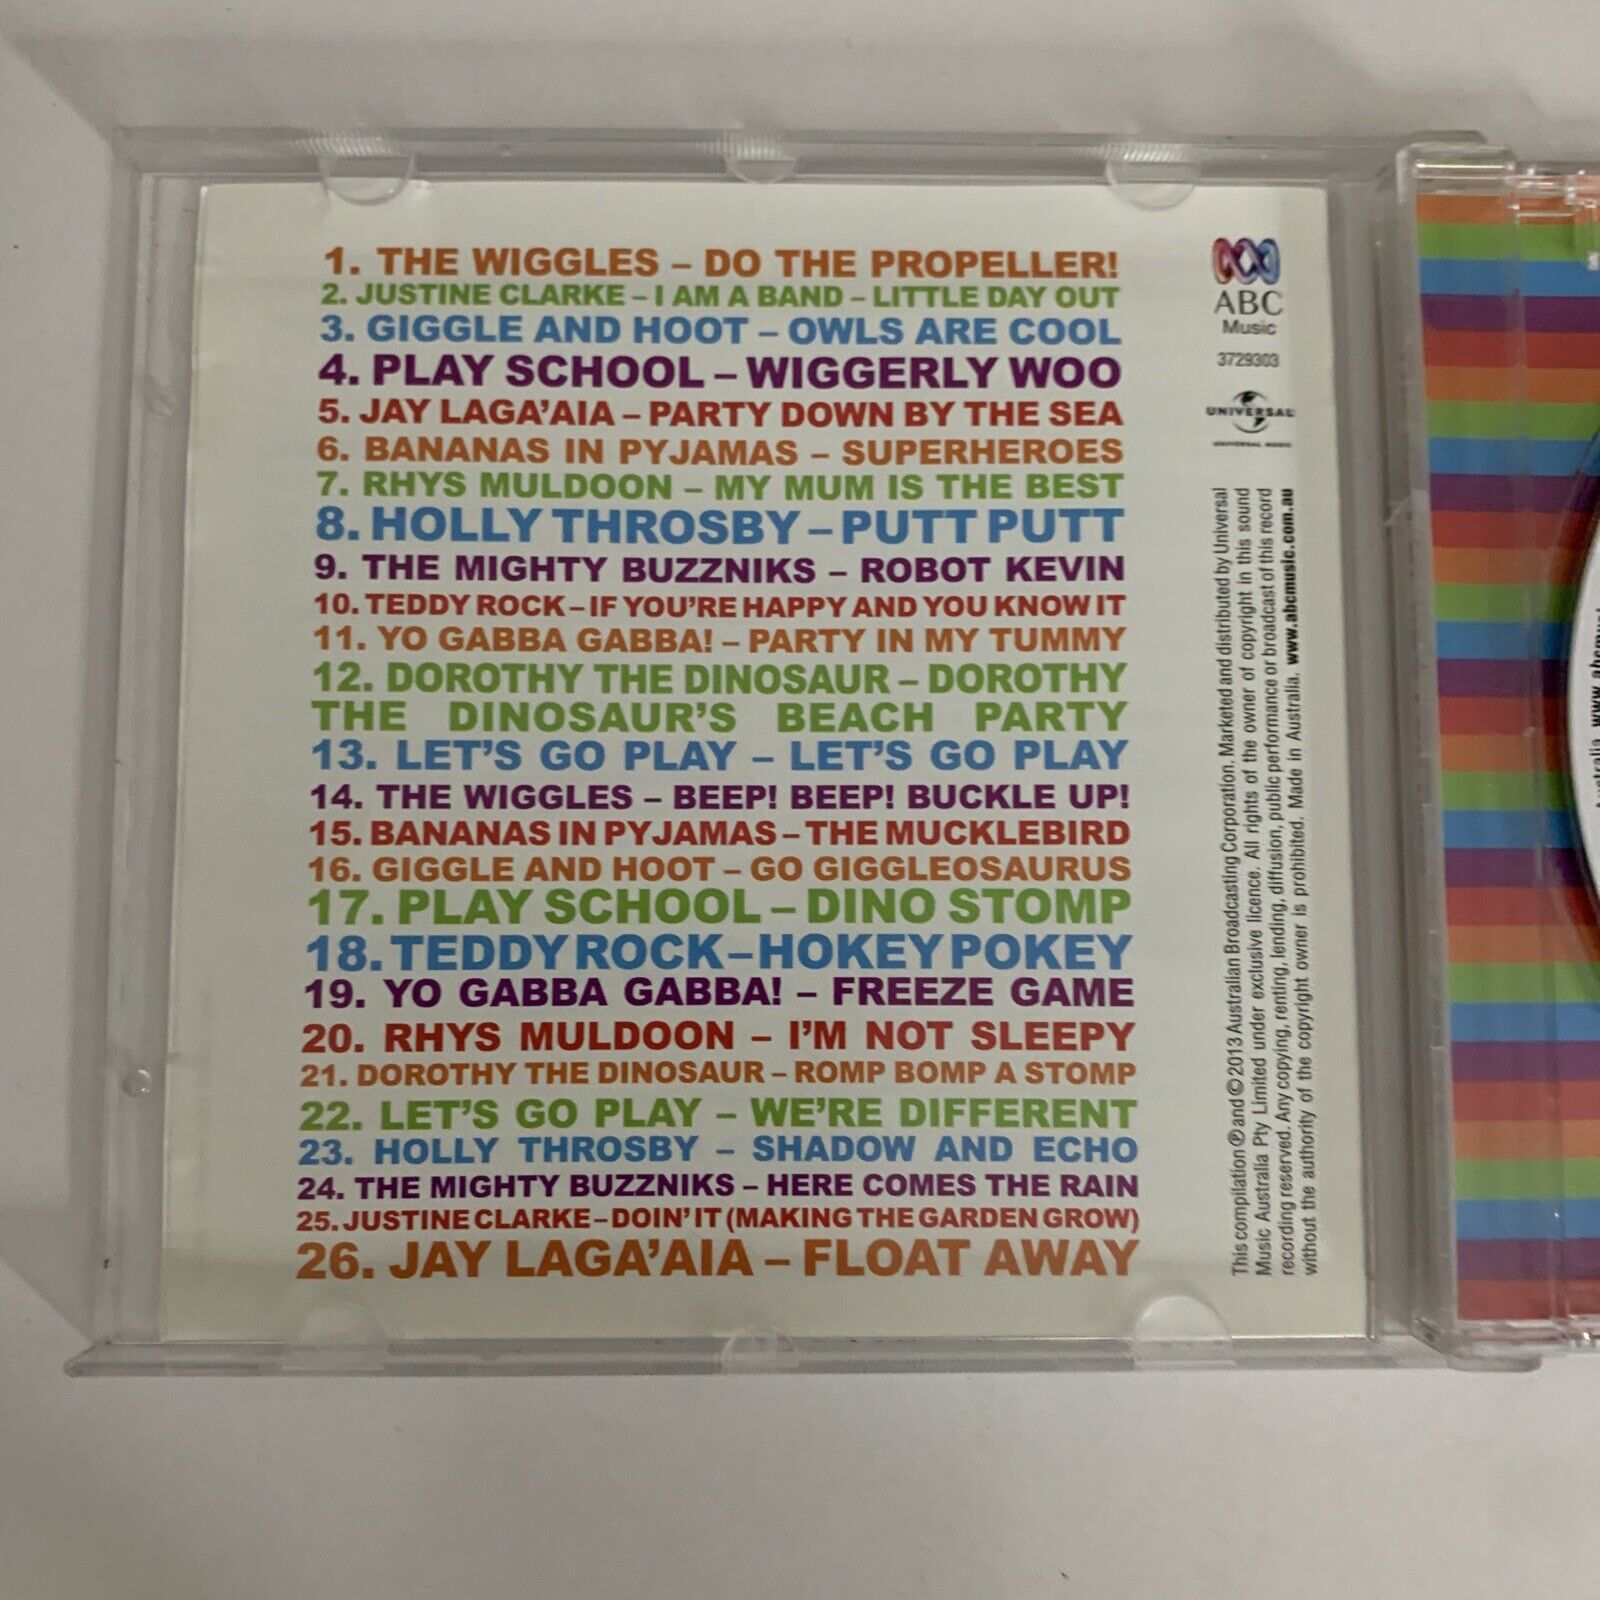 1. THE WIGGLES – DO THE PROPELLER!
2. JUSTINE CLARKE – I AM A BAND – LITTLE DAY OUT
3. GIGGLE AND HOOT – OWLS ARE COOL
4. PLAY SCHOOL – WIGGERLY WOO
5. JAY LAGA'AIA – PARTY DOWN BY THE SEA
6. BANANAS IN PYJAMAS – SUPERHEROES
7. RHYS MULDOON – MY MUM IS THE BEST
8. HOLLY THROSBY – PUTT PUTT
9. THE MIGHTY BUZZNIKS – ROBOT KEVIN
10. TEDDY ROCK – IF YOU'RE HAPPY AND YOU KNOW IT
11. YO GABBA GABBA! – PARTY IN MY TUMMY
12. DOROTHY THE DINOSAUR – DOROTHY
THE DINOSAUR'S BEACH PARTY
13. LET'S GO PLAY – LET'S GO PLAY
14. THE WIGGLES – BEEP! BEEP! BUCKLE UP!
15. BANANAS IN PYJAMAS – THE MUCKLEBIRD
16. GIGGLE AND HOOT – GO GIGGLEOSAURUS
17. PLAY SCHOOL – DINO STOMP
18. TEDDY ROCK – HOKEY POKEY
19. YO GABBA GABBA! – FREEZE GAME
20. RHYS MULDOON – I'M NOT SLEEPY
21. DOROTHY THE DINOSAUR – ROMP BOMP A STOMP
22. LET'S GO PLAY – WE'RE DIFFERENT
23. HOLLY THROSBY – SHADOW AND ECHO
24. THE MIGHTY BUZZNIKS – HERE COMES THE RAIN
25. JUSTINE CLARKE – DOIN' IT (MAKING THE GARDEN GROW)
26. JAY LAGA'AIA – FLOAT AWAY
ABC
Music
3729303
UNIVERSAL
UNIVERSAL MUSIC
This compilation ℗ and © 2013 Australian Broadcasting Corporation. Marketed and distributed by Universal
Music Australia Pty Limited under exclusive licence. All rights of the owner of copyright in this sound
recording reserved. Any copying, renting, lending, diffusion, public performance or broadcast of this record
without the authority of the copyright owner is prohibited. Made in Australia. www.abcmusic.com.au